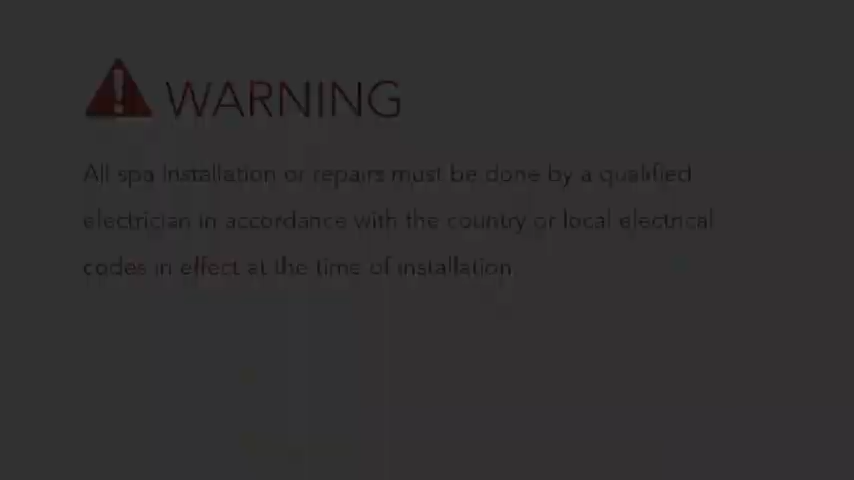 WARNING
All spa installation or repairs must be done by a qualified
electrician in accordance with the country or local electrical
codes in effect at the time of installation.